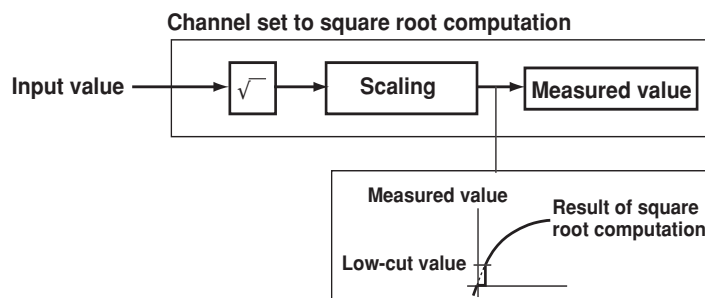 Channel set to square root computation
Input value
√
Scaling
Measured value
Measured value
Result of square
root computation
Low-cut value